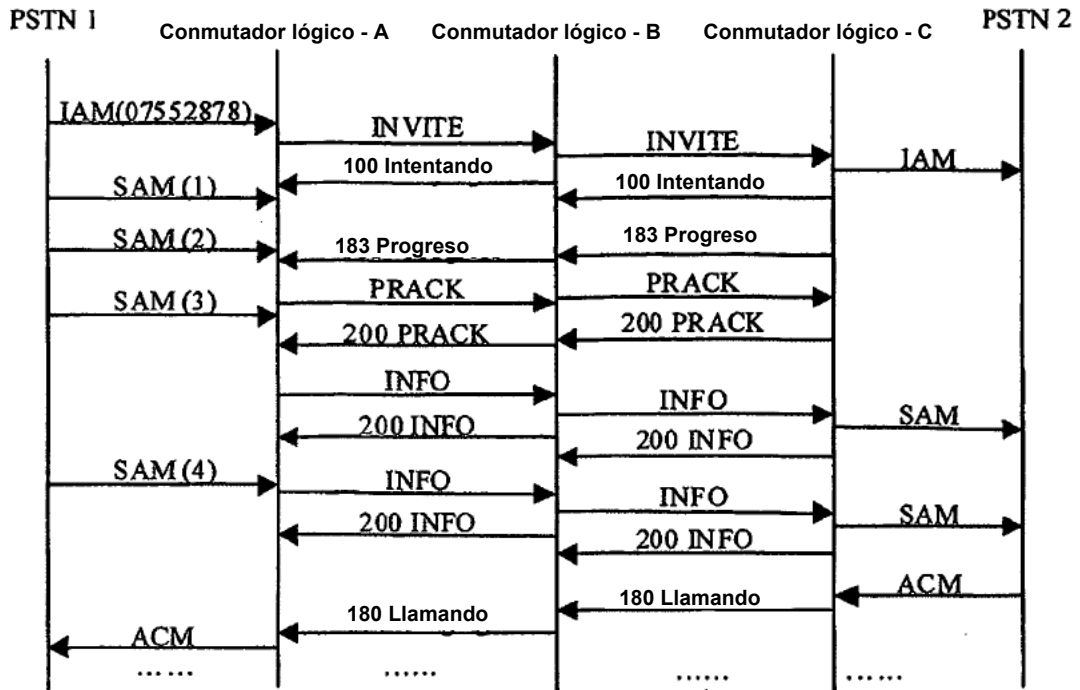 PSTN 1
Conmutador lógico - A
Conmutador lógico - B
Conmutador lógico - C
PSTN 2
IAM(07552878)
INVITE
INVITE
IAM
100 Intentando
100 Intentando
SAM (1)
SAM (2)
183 Progreso
183 Progreso
SAM (3)
PRACK
PRACK
200 PRACK
200 PRACK
INFO
INFO
SAM
200 INFO
200 INFO
SAM (4)
INFO
INFO
SAM
200 INFO
200 INFO
ACM
180 Llamando
180 Llamando
ACM
......
......
......
......